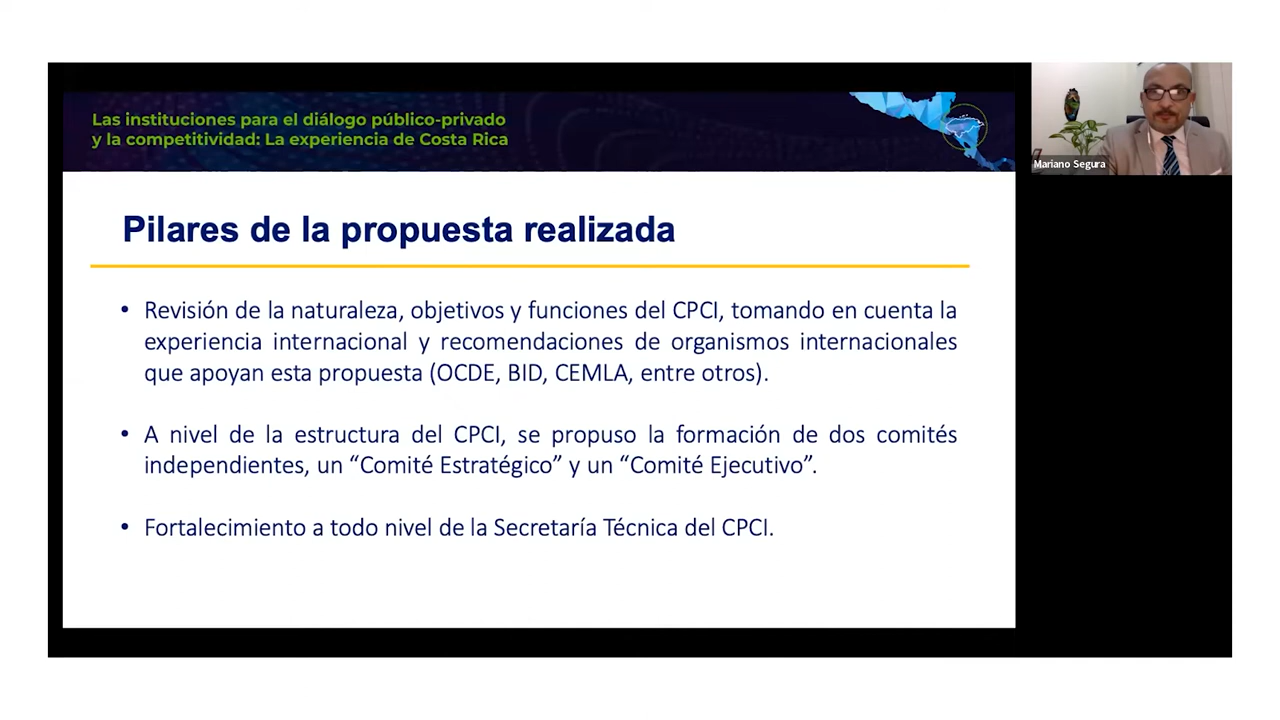 Las instituciones para el diálogo público-privado
y la competitividad: La experiencia de Costa Rica
Mariano Segura
Pilares de la propuesta realizada
• Revisión de la naturaleza, objetivos y funciones del CPCI, tomando en cuenta la
experiencia internacional y recomendaciones de organismos internacionales
que apoyan esta propuesta (OCDE, BID, CEMLA, entre otros).
• A nivel de la estructura del CPCI, se propuso la formación de dos comités
independientes, un “Comité Estratégico” y un “Comité Ejecutivo”.
• Fortalecimiento a todo nivel de la Secretaría Técnica del CPCI.